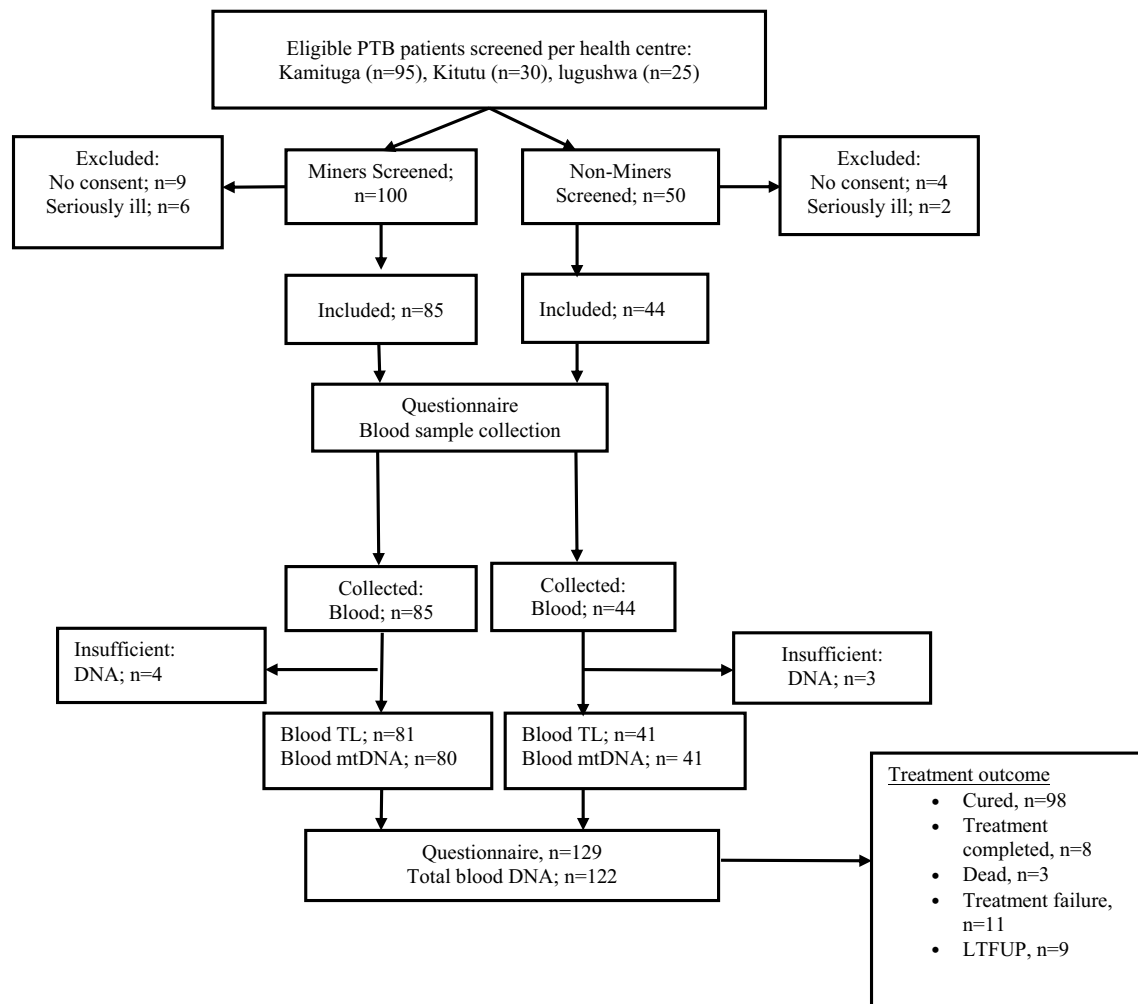 Eligible PTB patients screened per health centre:
Kamituga (n=95), Kitutu (n=30), lugushwa (n=25)
Excluded:
No consent; n=9
Seriously ill; n=6
Miners Screened;
n=100
Non-Miners
Screened; n=50
Excluded:
No consent; n=4
Seriously ill; n=2
Included; n=85
Included; n=44
Questionnaire
Blood sample collection
Collected:
Blood; n=85
Collected:
Blood; n=44
Insufficient:
DNA; n=4
Insufficient:
DNA; n=3
Blood TL; n=81
Blood mtDNA; n=80
Blood TL; n=41
Blood mtDNA; n= 41
Questionnaire, n=129
Total blood DNA; n=122
Treatment outcome
• Cured, n=98
• Treatment
completed, n=8
• Dead, n=3
• Treatment failure,
n=11
• LTFUP, n=9